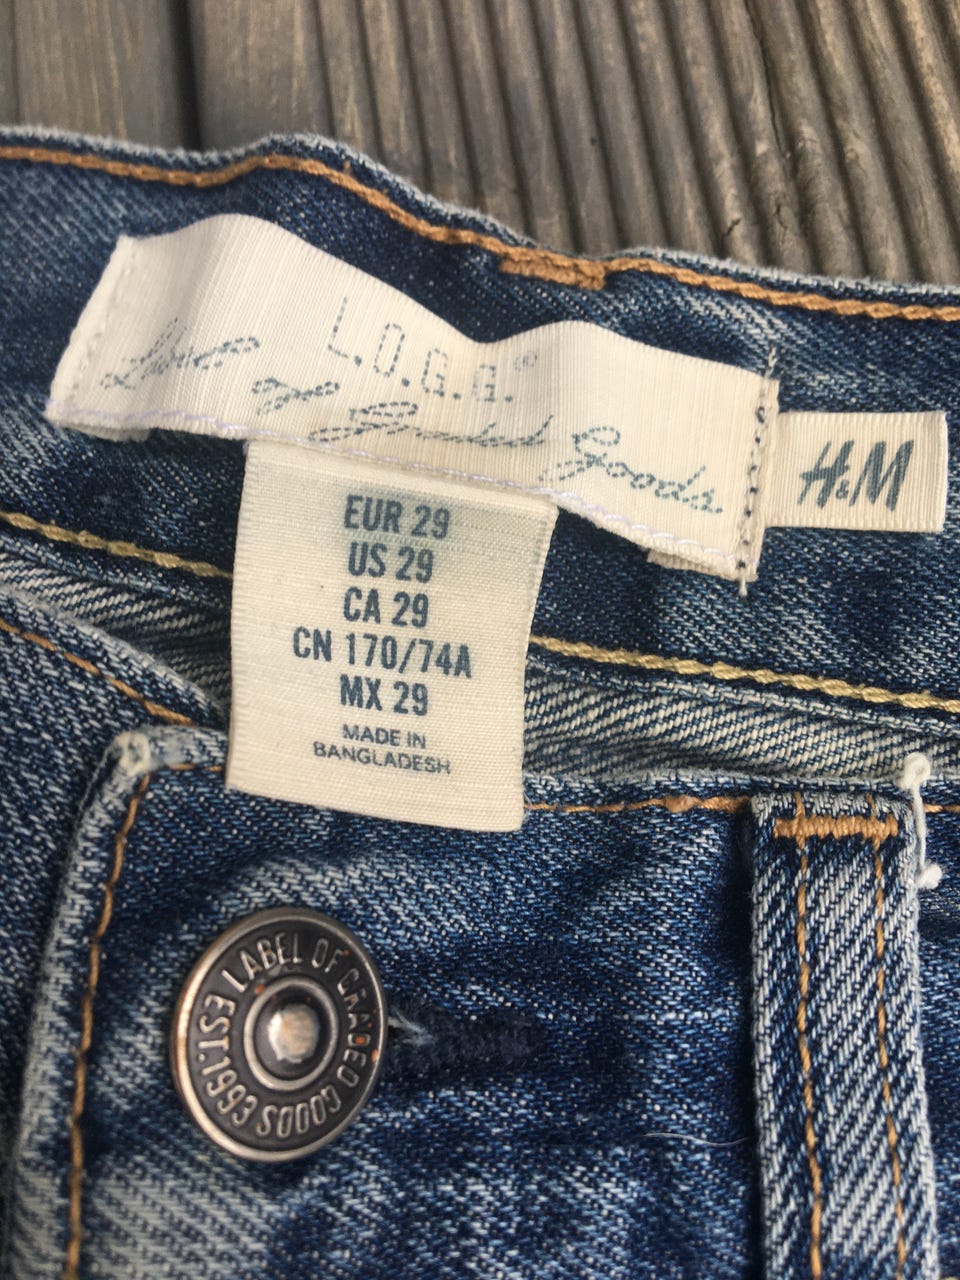 L.O.G.G.®
Label of Graded Goods
H&M
EUR 29
US 29
CA 29
CN 170/74A
MX 29
MADE IN
BANGLADESH
LABEL OF GRADED GOODS EST.1993